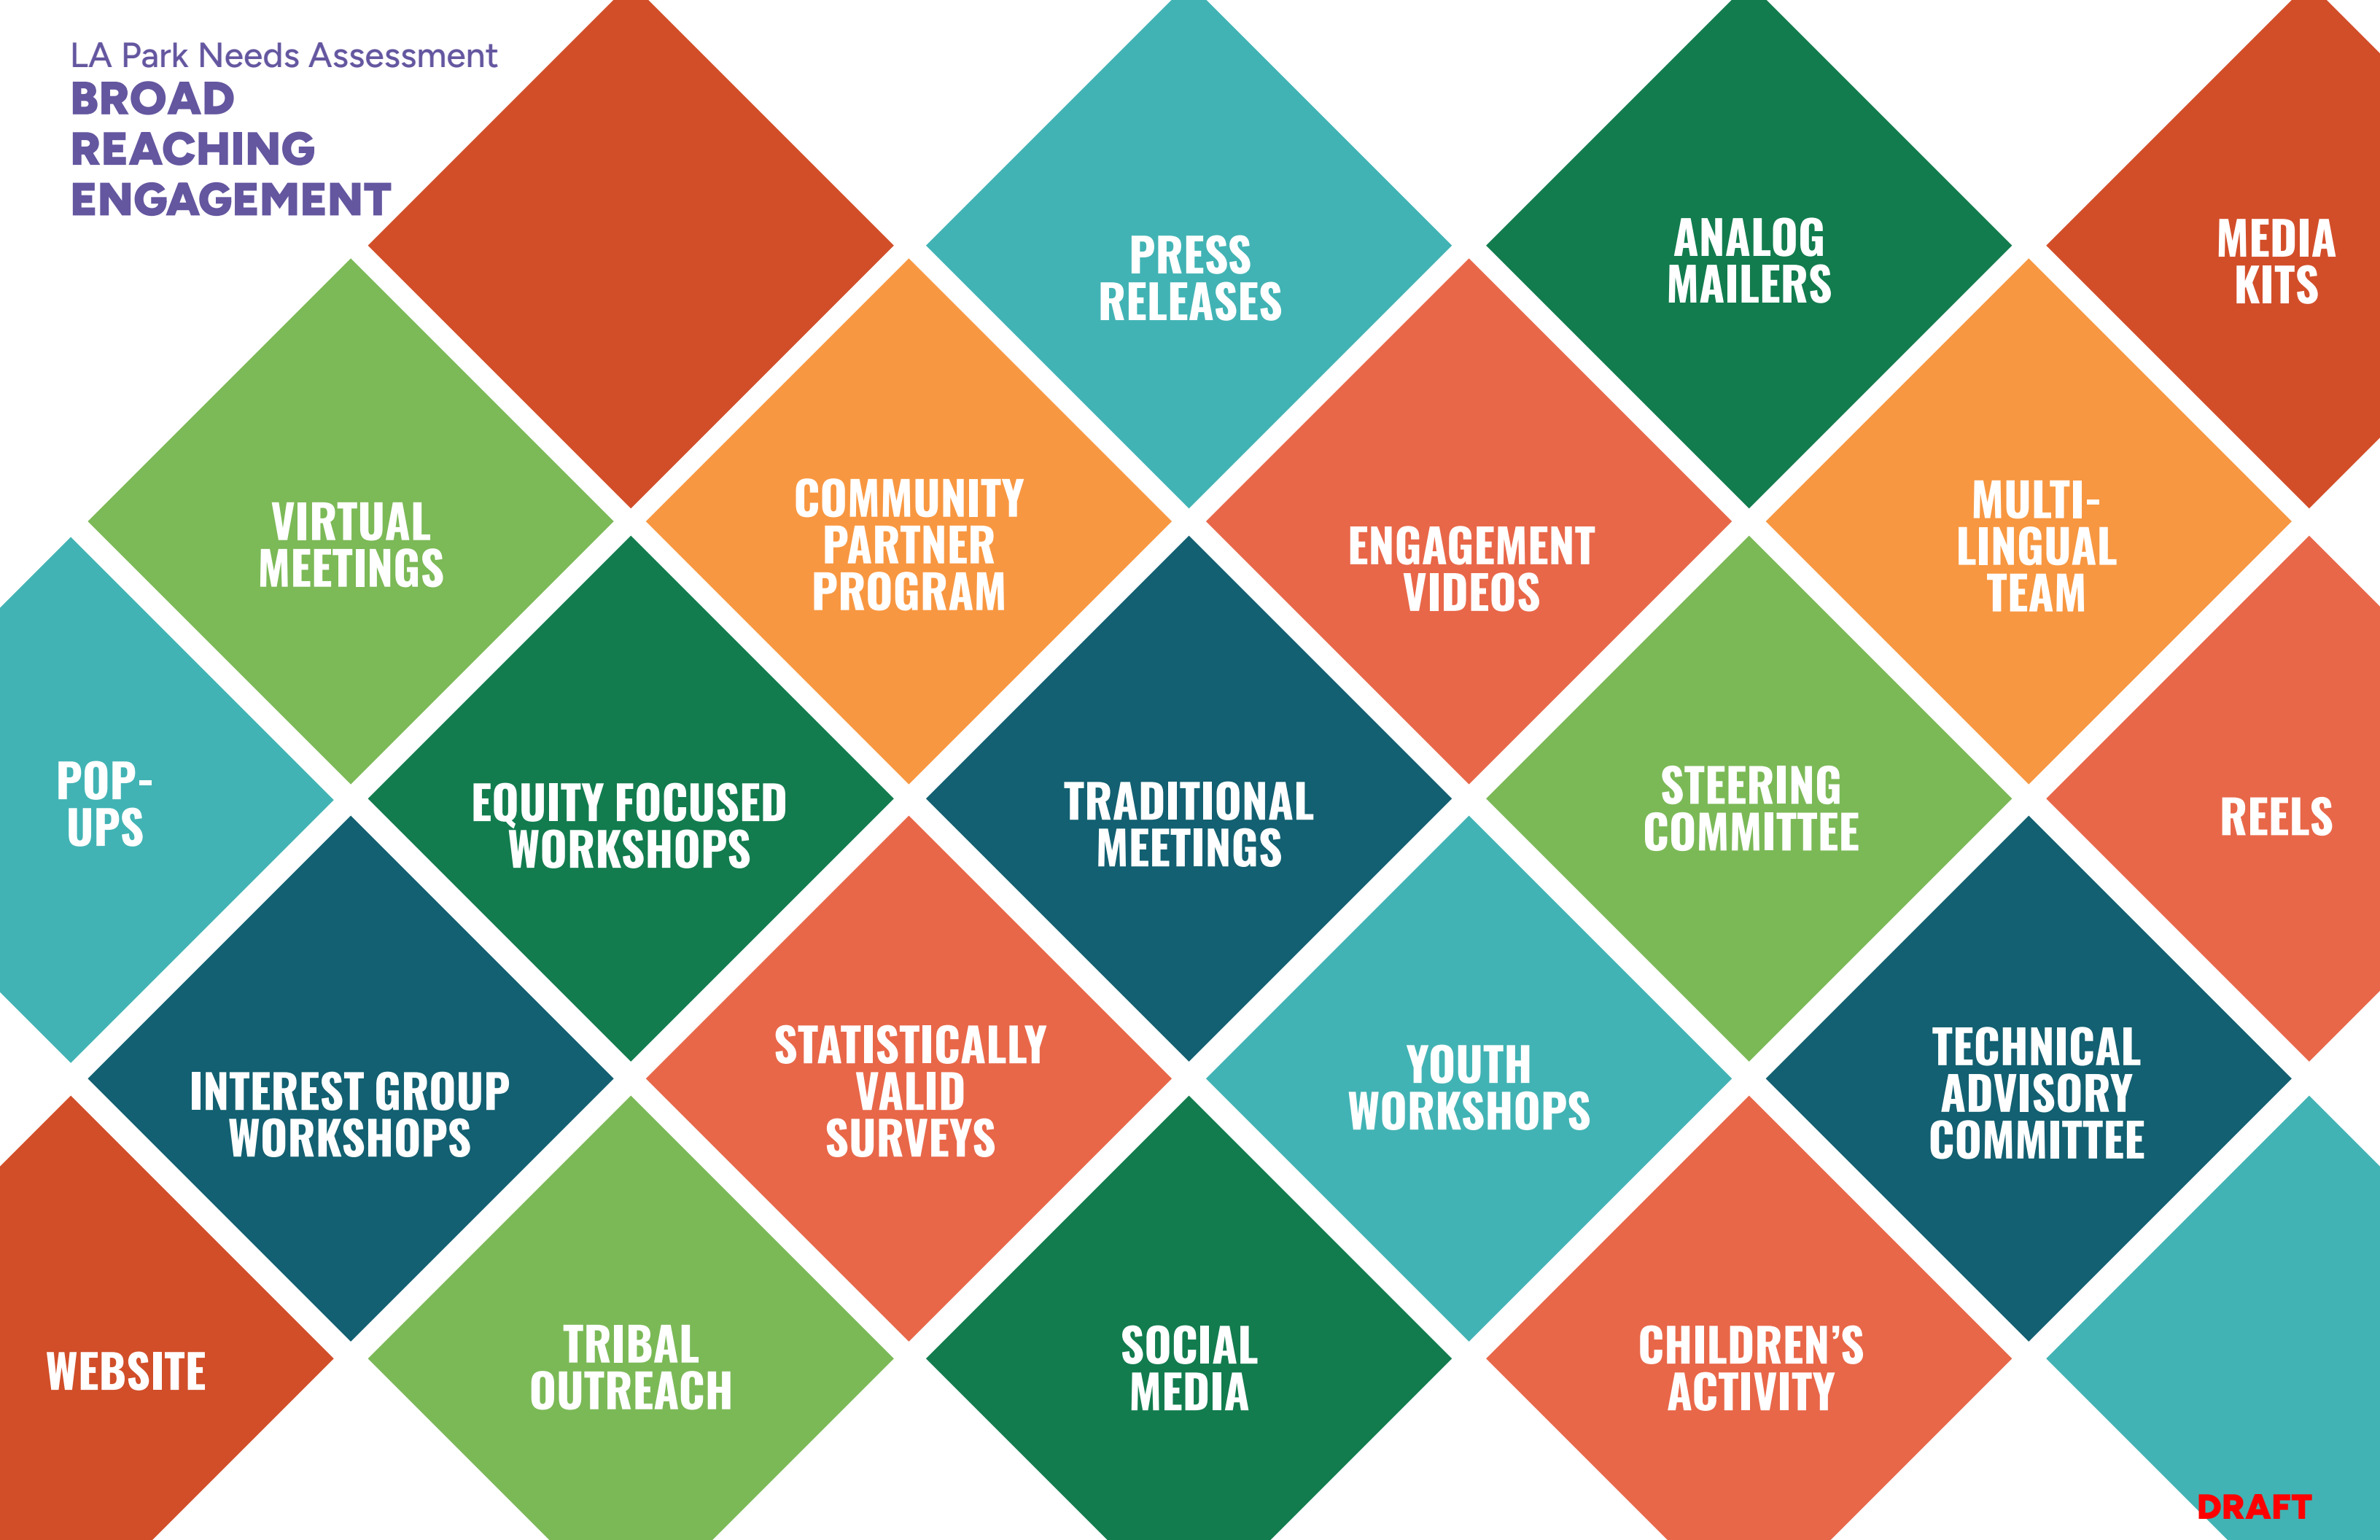 LA Park Needs Assessment
BROAD
REACHING
ENGAGEMENT
PRESS
RELEASES
ANALOG
MAILERS
MEDIA
KITS
VIRTUAL
MEETINGS
COMMUNITY
PARTNER
PROGRAM
ENGAGEMENT
VIDEOS
MULTI-
LINGUAL
TEAM
POP-
UPS
EQUITY FOCUSED
WORKSHOPS
TRADITIONAL
MEETINGS
STEERING
COMMITTEE
REELS
INTEREST GROUP
WORKSHOPS
STATISTICALLY
VALID
SURVEYS
YOUTH
WORKSHOPS
TECHNICAL
ADVISORY
COMMITTEE
WEBSITE
TRIBAL
OUTREACH
SOCIAL
MEDIA
CHILDREN’S
ACTIVITY
DRAFT